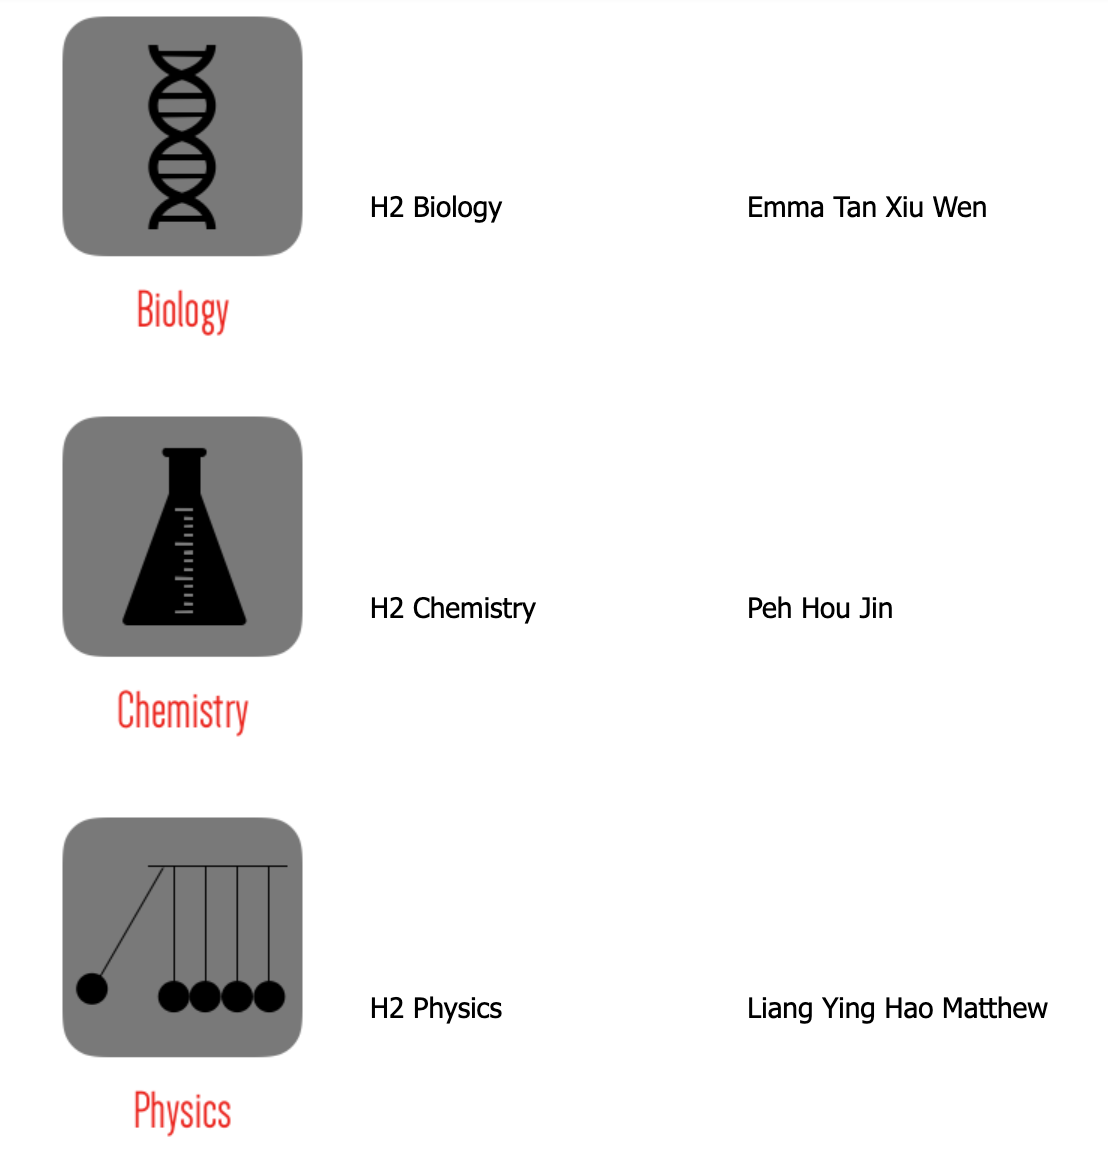 H2 Biology Emma Tan Xiu Wen
Biology
H2 Chemistry Peh Hou Jin
Chemistry
H2 Physics Liang Ying Hao Matthew
Physics